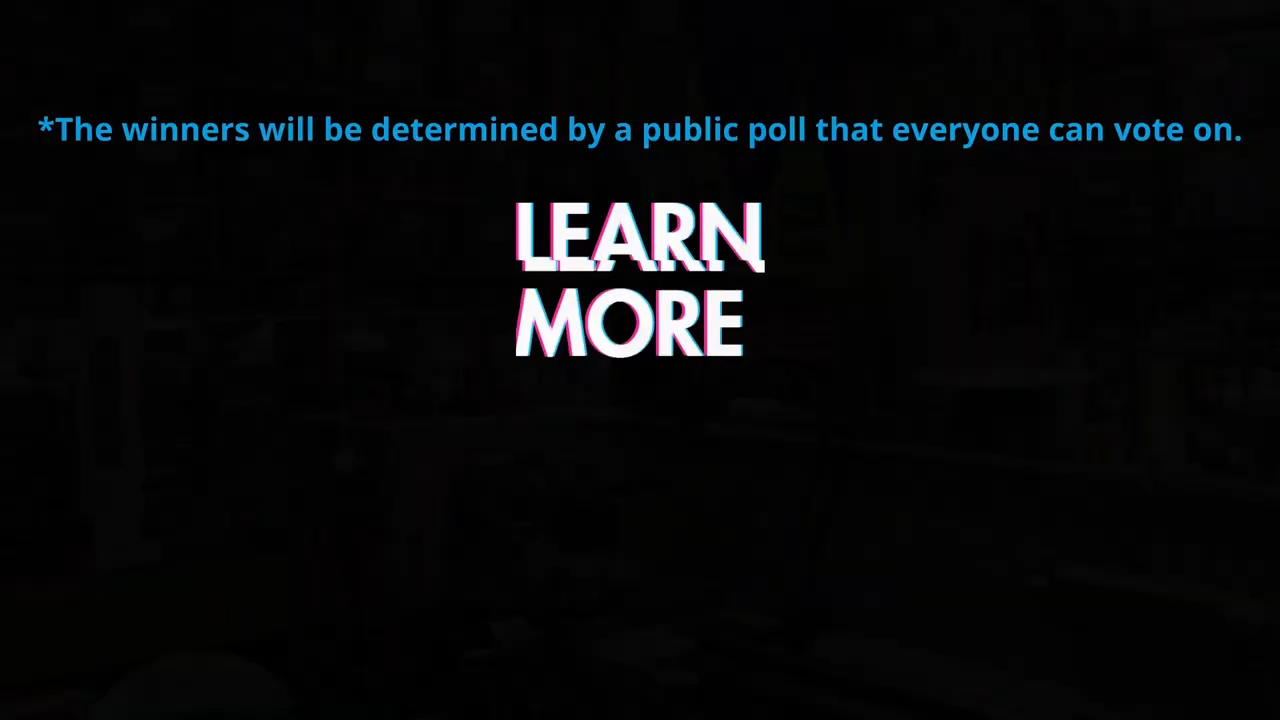 *The winners will be determined by a public poll that everyone can vote on.
LEARN
MORE